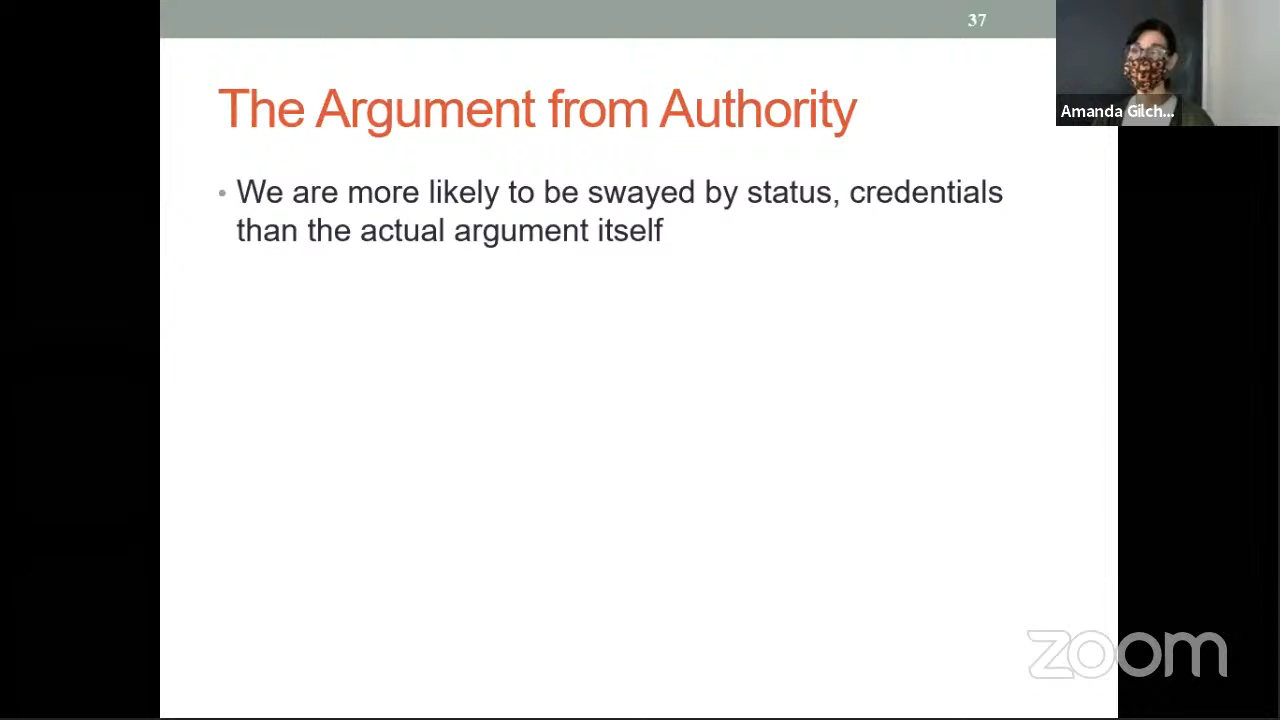 37
The Argument from Authority
• We are more likely to be swayed by status, credentials
than the actual argument itself
Amanda Gilch...
zoom